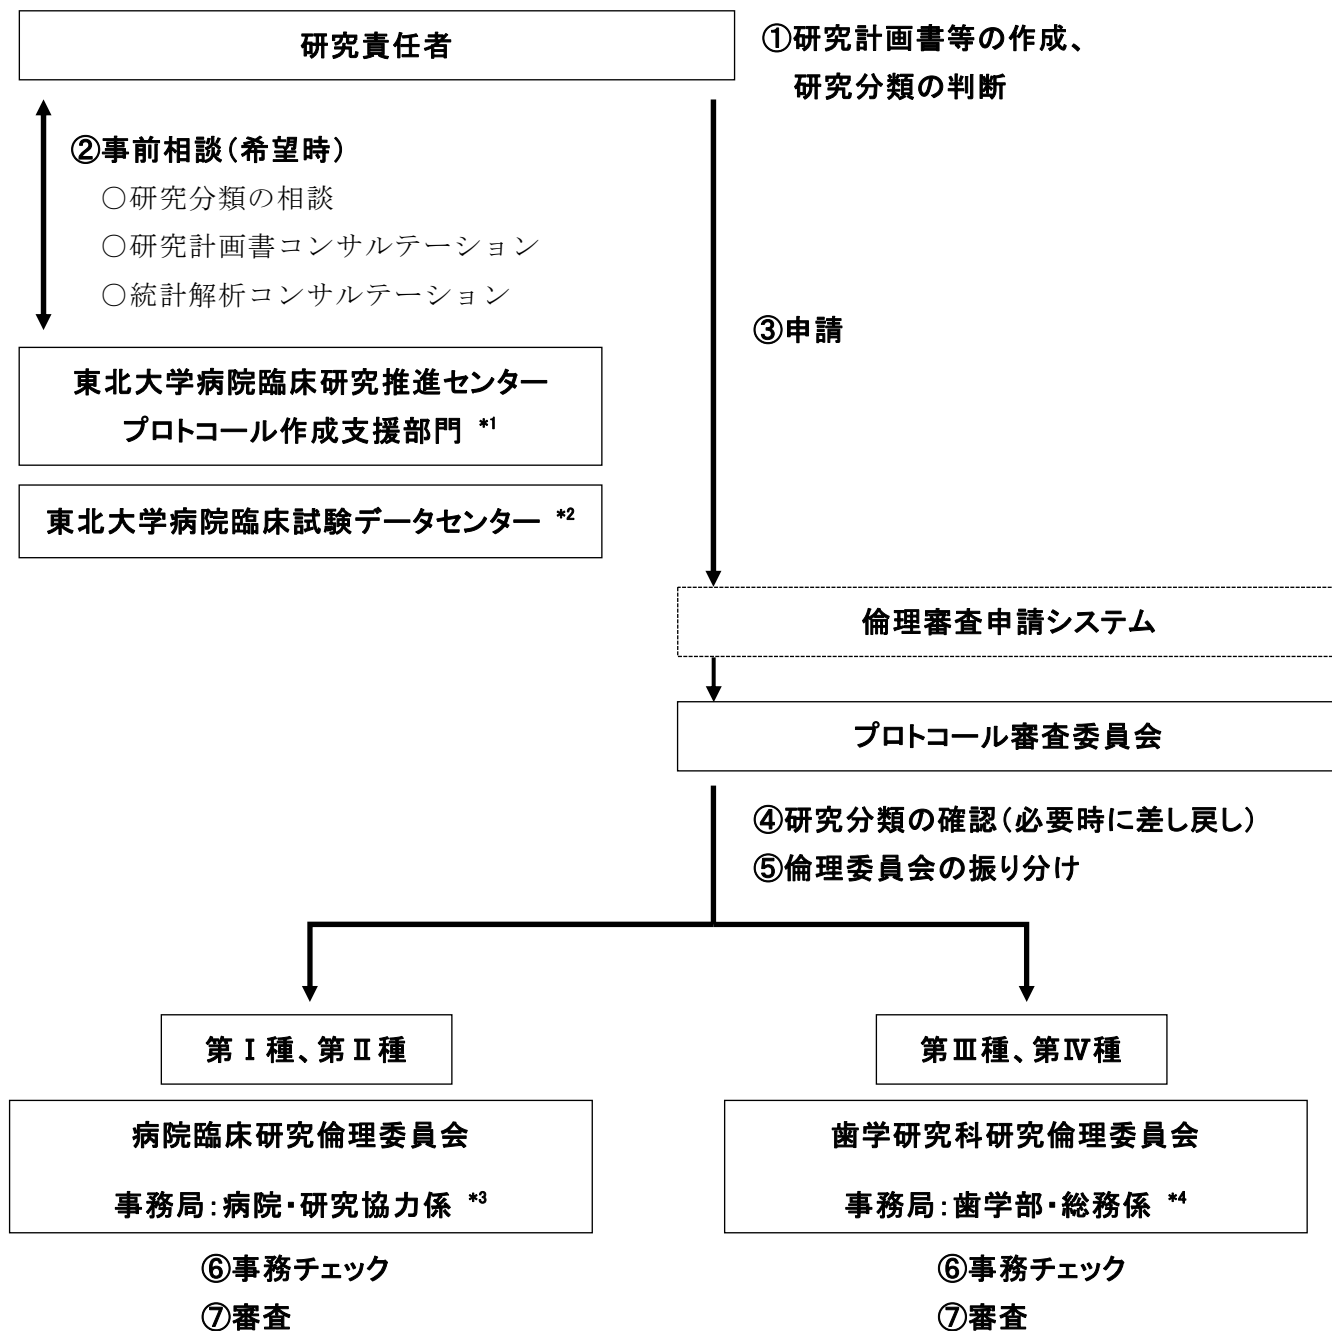 研究責任者
①研究計画書等の作成、
研究分類の判断
②事前相談(希望時)
○研究分類の相談
○研究計画書コンサルテーション
○統計解析コンサルテーション
③申請
東北大学病院臨床研究推進センター
プロトコール作成支援部門 *1
東北大学病院臨床試験データセンター *2
倫理審査申請システム
プロトコール審査委員会
④研究分類の確認(必要時に差し戻し)
⑤倫理委員会の振り分け
第Ⅰ種、第Ⅱ種
病院臨床研究倫理委員会
事務局:病院・研究協力係 *3
⑥事務チェック
⑦審査
第Ⅲ種、第Ⅳ種
歯学研究科研究倫理委員会
事務局:歯学部・総務係 *4
⑥事務チェック
⑦審査